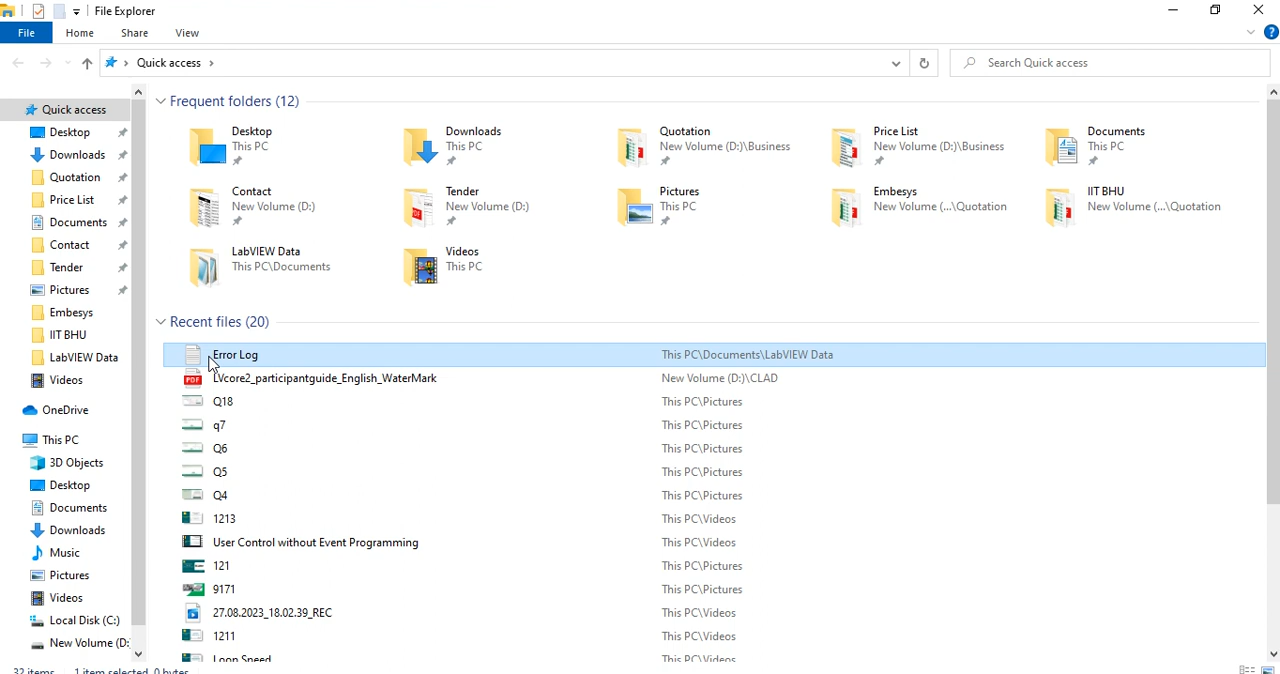 File Explorer
File Home Share View
Quick access
Search Quick access
Quick access
Desktop
Downloads
Quotation
Price List
Documents
Contact
Tender
Pictures
Embesys
IIT BHU
LabVIEW Data
Videos
OneDrive
This PC
3D Objects
Desktop
Documents
Downloads
Music
Pictures
Videos
Local Disk (C:)
New Volume (D:
Frequent folders (12)
Desktop
This PC
Downloads
This PC
Quotation
New Volume (D:)\Business
Price List
New Volume (D:)\Business
Documents
This PC
Contact
New Volume (D:)
Tender
New Volume (D:)
Pictures
This PC
Embesys
New Volume (...\Quotation
IIT BHU
New Volume (...\Quotation
LabVIEW Data
This PC\Documents
Videos
This PC
Recent files (20)
Error Log This PC\Documents\LabVIEW Data
LVcore2_participantguide_English_WaterMark New Volume (D:)\CLAD
Q18 This PC\Pictures
q7 This PC\Pictures
Q6 This PC\Pictures
Q5 This PC\Pictures
Q4 This PC\Pictures
1213 This PC\Videos
User Control without Event Programming This PC\Videos
121 This PC\Pictures
9171 This PC\Pictures
27.08.2023_18.02.39_REC This PC\Videos
1211 This PC\Videos
Loop Speed This PC\Videos
32 items 1 item selected 0 bytes